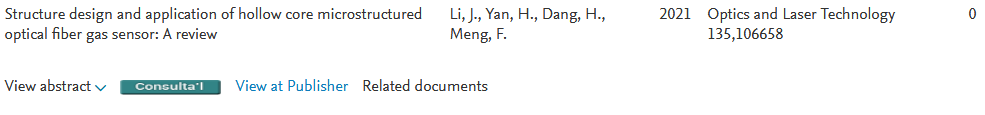 Structure design and application of hollow core microstructured optical fiber gas sensor: A review
Li, J., Yan, H., Dang, H., Meng, F.
2021
Optics and Laser Technology 135,106658
0
View abstract
Consulta'l
View at Publisher
Related documents